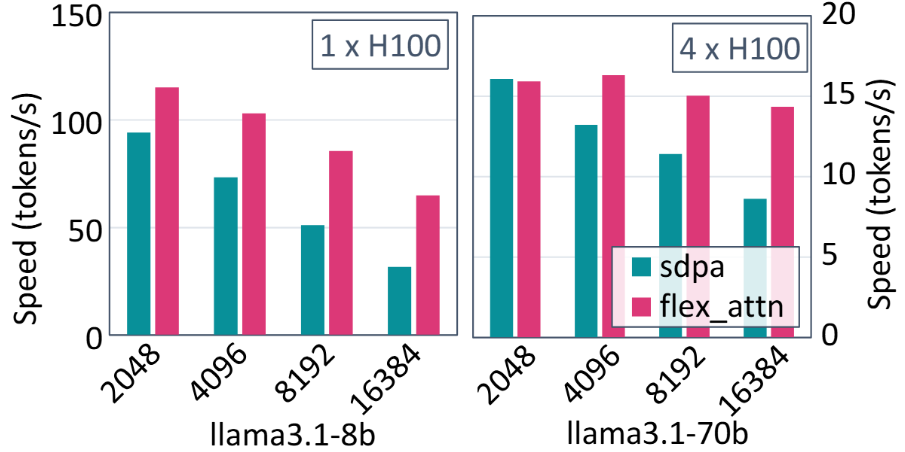 150
100
50
0
Speed (tokens/s)
1 x H100
2048
4096
8192
16384
llama3.1-8b
4 x H100
20
15
10
5
0
Speed (tokens/s)
sdpa
flex_attn
2048
4096
8192
16384
llama3.1-70b